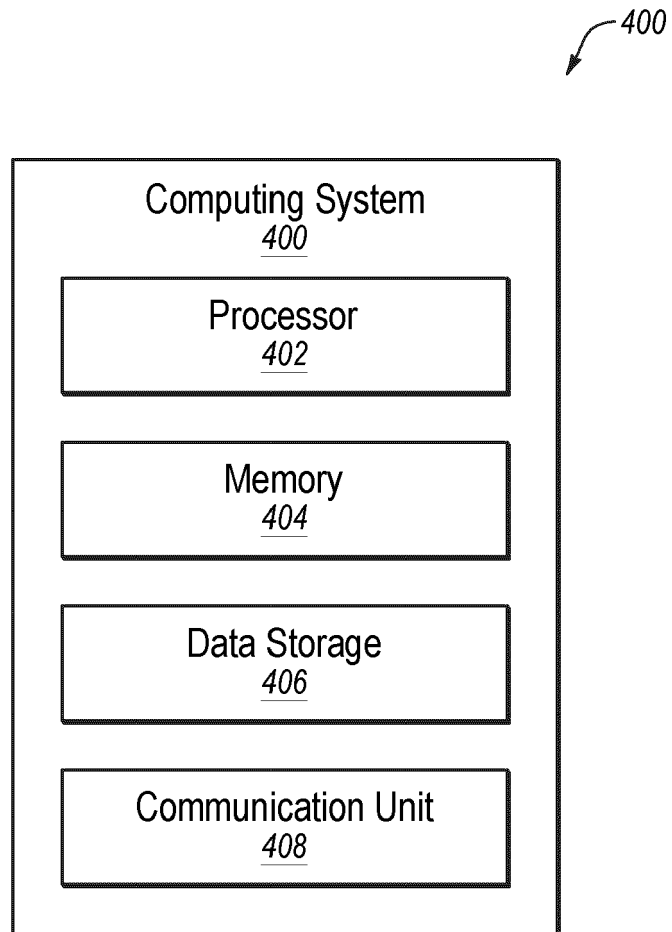 400
Computing System
400
Processor
402
Memory
404
Data Storage
406
Communication Unit
408